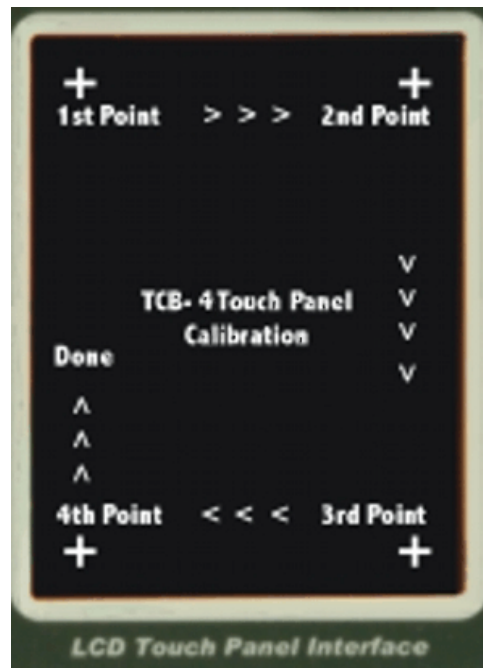 + +
1st Point > > > 2nd Point
v
TCB- 4 Touch Panel v
Calibration v
Done v
^
^
^
4th Point < < < 3rd Point
+ +
LCD Touch Panel Interface